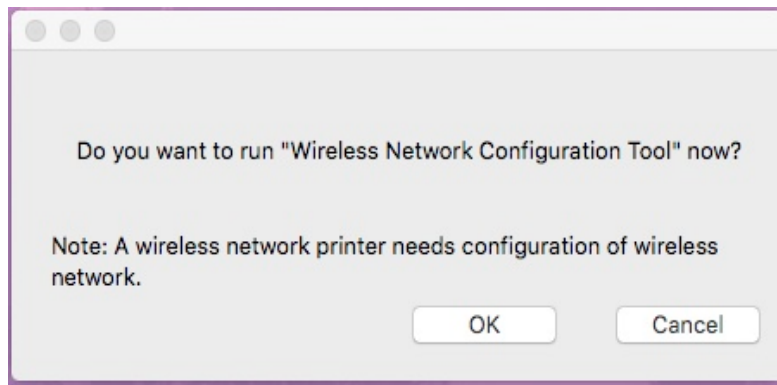 Do you want to run "Wireless Network Configuration Tool" now?
Note: A wireless network printer needs configuration of wireless
network.
OK
Cancel